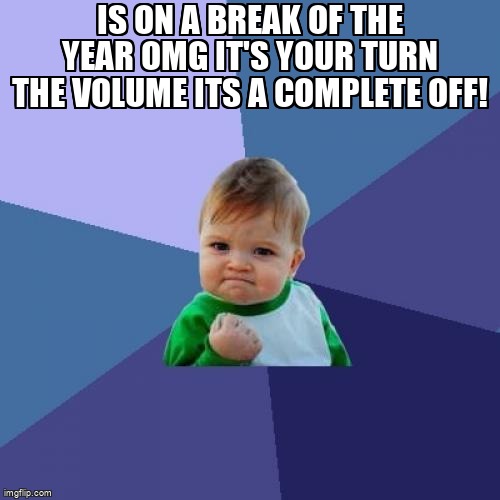 IS ON A BREAK OF THE
YEAR OMG IT'S YOUR TURN
THE VOLUME ITS A COMPLETE OFF!
imgflip.com